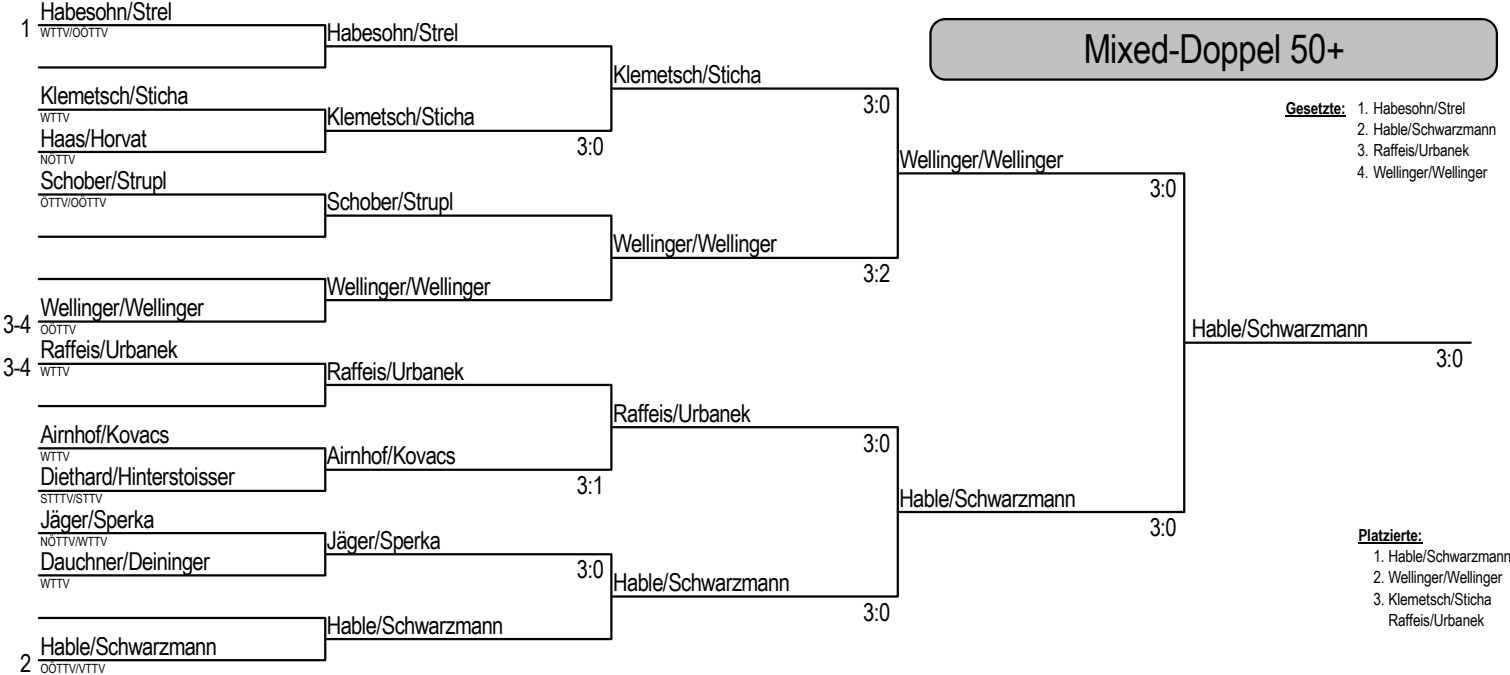 Mixed-Doppel 50+
Gesetzte: 1. Habesohn/Strel
2. Hable/Schwarzmann
3. Raffeis/Urbanek
4. Wellinger/Wellinger
1 Habesohn/Strel
WTTV/OÖTTV
Klemetsch/Sticha
WTTV
Haas/Horvat
NÖTTV
Schober/Strupl
ÖTTV/OÖTTV
3-4 Wellinger/Wellinger
OÖTTV
3-4 Raffeis/Urbanek
WTTV
Airnhof/Kovacs
WTTV
Diethard/Hinterstoisser
STTTV/STTV
Jäger/Sperka
NÖTTV/WTTV
Dauchner/Deininger
WTTV
2 Hable/Schwarzmann
OÖTTV/VTTV
Habesohn/Strel
Klemetsch/Sticha
3:0
Schober/Strupl
Wellinger/Wellinger
Raffeis/Urbanek
Airnhof/Kovacs
3:1
Jäger/Sperka
3:0
Hable/Schwarzmann
Klemetsch/Sticha
3:0
Wellinger/Wellinger
3:2
Raffeis/Urbanek
3:0
Hable/Schwarzmann
3:0
Wellinger/Wellinger
3:0
Hable/Schwarzmann
3:0
Hable/Schwarzmann
3:0
Platzierte:
1. Hable/Schwarzmann
2. Wellinger/Wellinger
3. Klemetsch/Sticha
Raffeis/Urbanek